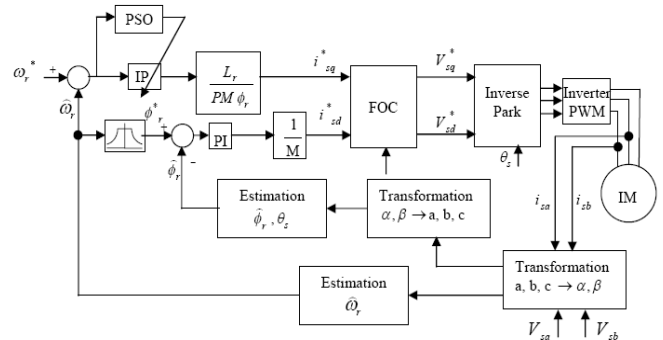 PSO
ω_r*
+
-
IP
L_r
PM ϕ_r
i*_sq
FOC
V*_sq
Inverse
Park
Inverter
PWM
ω̂_r
ϕ*_r
+
PI
1
M
i*_sd
V*_sd
θ_s
ϕ̂_r
−
Estimation
ϕ̂_r , θ_s
Transformation
α, β → a, b, c
i_sa
i_sb
IM
Estimation
ω̂_r
Transformation
a, b, c → α, β
V_sa
V_sb